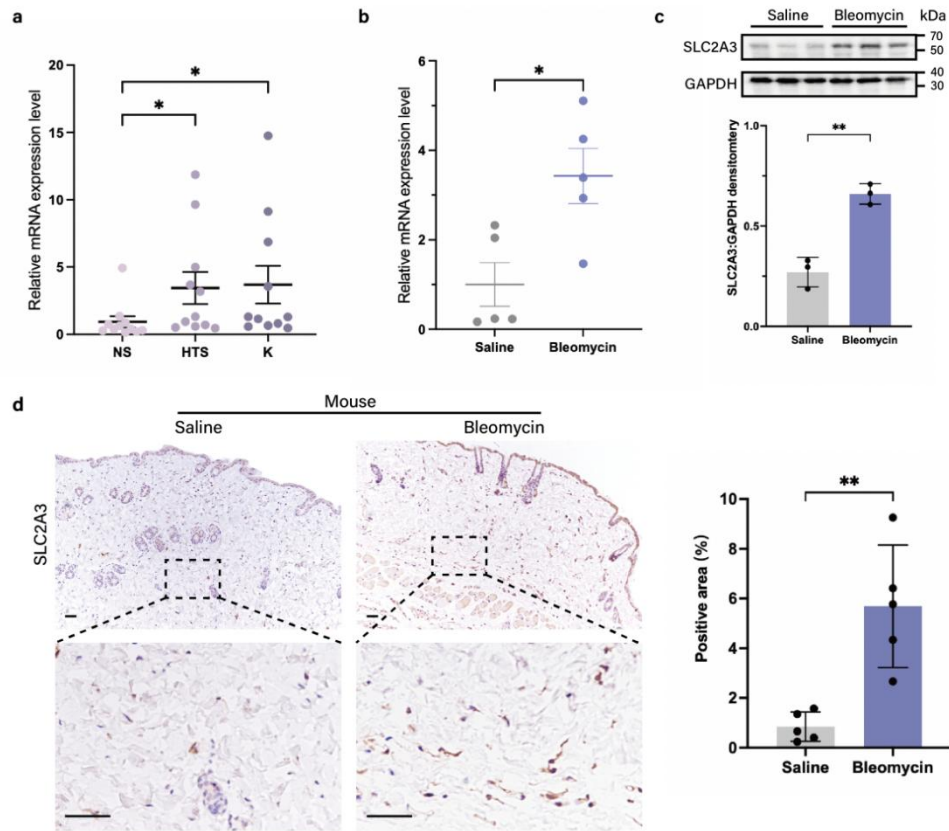 a
*
*
Relative mRNA expression level
20
15
10
5
0
NS HTS K
b
*
Relative mRNA expression level
6
4
2
0
Saline Bleomycin
c
Saline Bleomycin kDa
SLC2A3
70
50
GAPDH
40
30
**
SLC2A3:GAPDH densitomtery
1.0
0.5
0.0
Saline Bleomycin
d
Mouse
Saline Bleomycin
SLC2A3
**
Positive area (%)
10
8
6
4
2
0
Saline Bleomycin